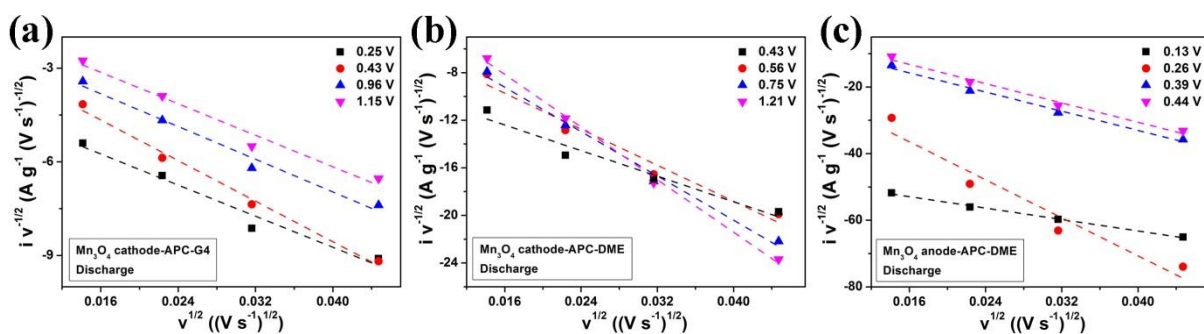 (a)
0.25 V
0.43 V
0.96 V
1.15 V
-3
-6
-9
i v⁻¹/² (A g⁻¹ (V s⁻¹)⁻¹/²)
Mn₃O₄ cathode-APC-G4
Discharge
0.016 0.024 0.032 0.040
v¹/² ((V s⁻¹)¹/²)
(b)
0.43 V
0.56 V
0.75 V
1.21 V
-8
-12
-16
-20
-24
i v⁻¹/² (A g⁻¹ (V s⁻¹)⁻¹/²)
Mn₃O₄ cathode-APC-DME
Discharge
0.016 0.024 0.032 0.040
v¹/² ((V s⁻¹)¹/²)
(c)
0.13 V
0.26 V
0.39 V
0.44 V
-20
-40
-60
-80
i v⁻¹/² (A g⁻¹ (V s⁻¹)⁻¹/²)
Mn₃O₄ anode-APC-DME
Discharge
0.016 0.024 0.032 0.040
v¹/² ((V s⁻¹)¹/²)